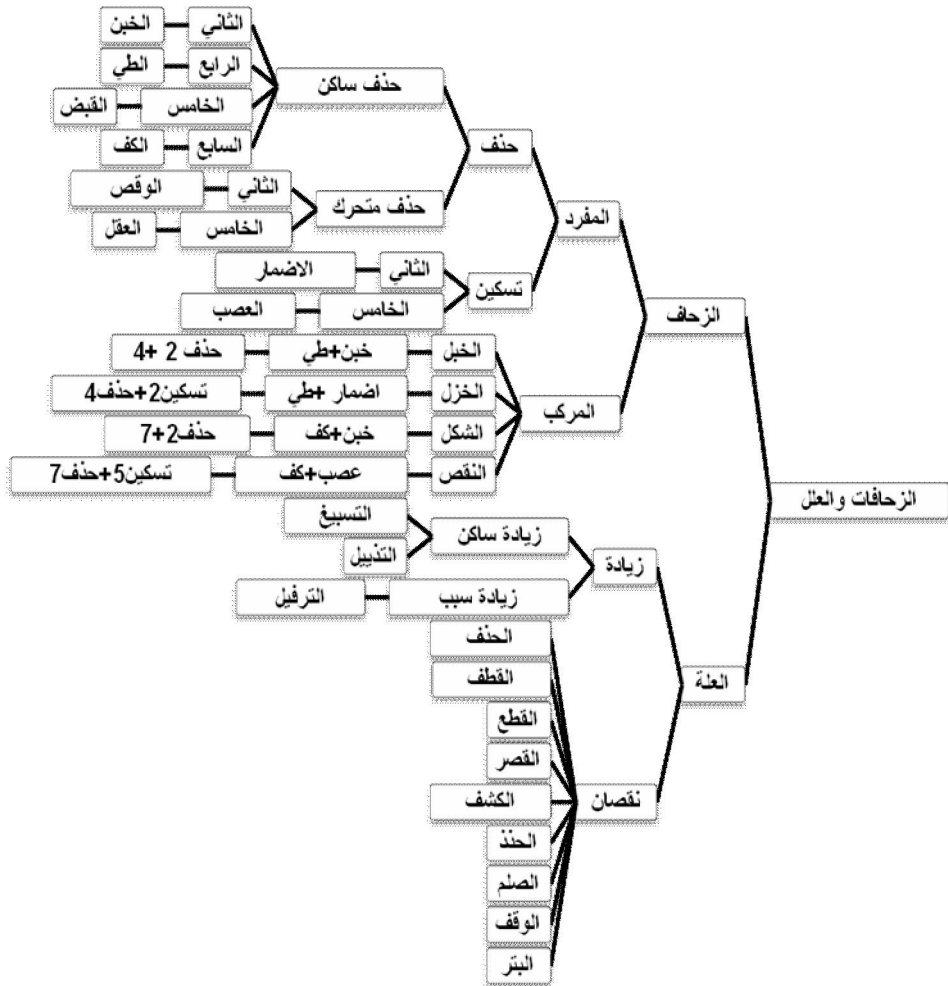 الزحافات والعلل
الزحاف
المفرد
حذف
حذف ساكن
الثاني
الخبن
الرابع
الطي
الخامس
القبض
السابع
الكف
حذف متحرك
الثاني
الوقص
الخامس
العقل
تسكين
الثاني
الاضمار
الخامس
العصب
المركب
الخبل
خبن+طي
حذف 2 +4
الخزل
اضمار +طي
تسكين2+حذف4
الشكل
خبن+كف
حذف2+7
النقص
عصب+كف
تسكين5+حذف7
العلة
زيادة
زيادة ساكن
التسبيغ
التذييل
زيادة سبب
الترفيل
نقصان
الحذف
القطف
القطع
القصر
الكشف
الحذذ
الصلم
الوقف
البتر